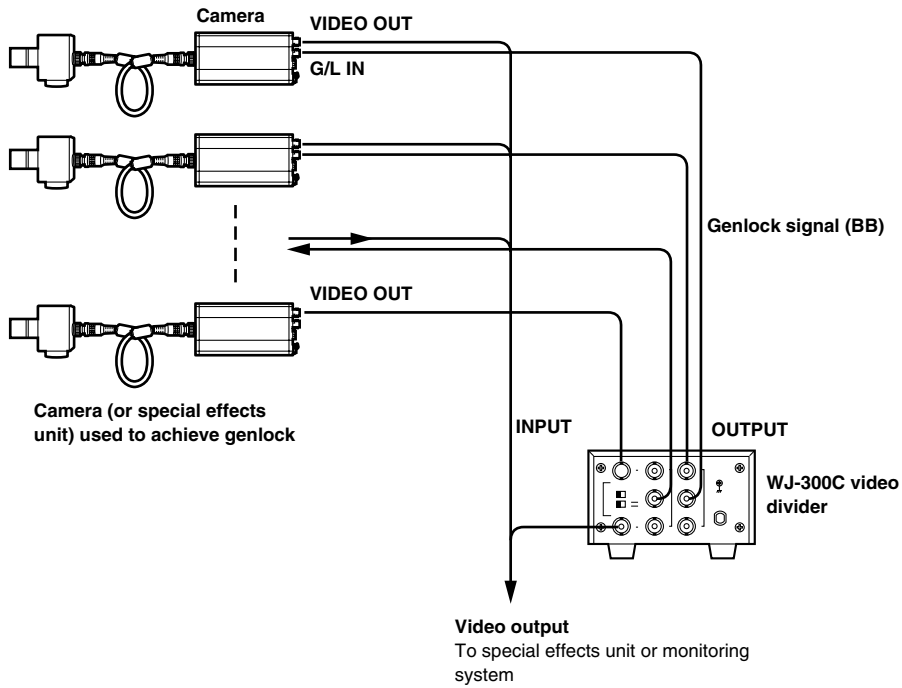 Camera
VIDEO OUT
G/L IN
Genlock signal (BB)
VIDEO OUT
Camera (or special effects
unit) used to achieve genlock
INPUT
OUTPUT
WJ-300C video
divider
Video output
To special effects unit or monitoring
system